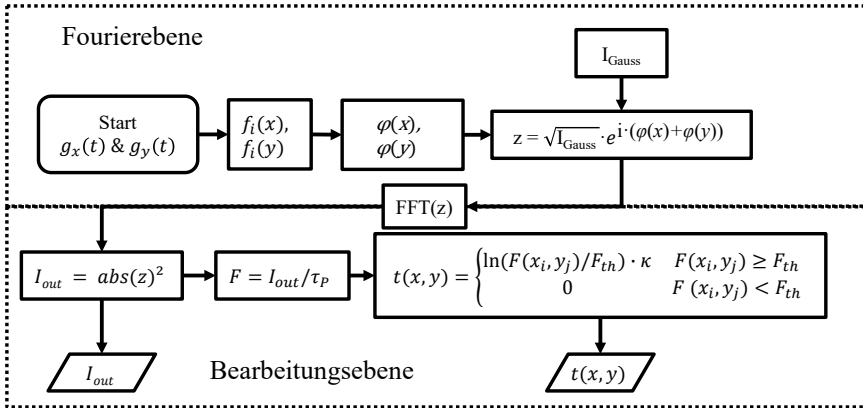 Fourierebene
I_Gauss
Start
g_x(t) & g_y(t)
f_i(x),
f_i(y)
φ(x),
φ(y)
z = √I_Gauss · e^{i·(φ(x)+φ(y))}
FFT(z)
I_out = abs(z)²
F = I_out/τ_P
t(x, y) = { ln(F(x_i, y_j)/F_th) · κ F(x_i, y_j) ≥ F_th
0 F (x_i, y_j) < F_th
I_out
Bearbeitungsebene
t(x, y)